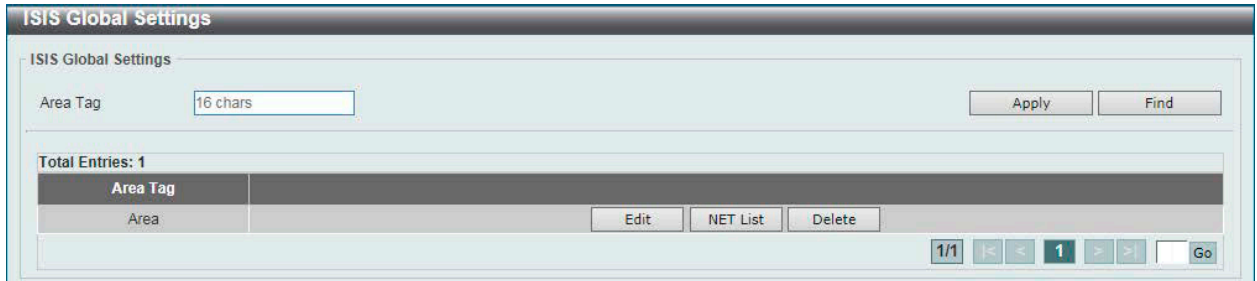 ISIS Global Settings
ISIS Global Settings
Area Tag 16 chars Apply Find
Total Entries: 1
Area Tag
Area Edit NET List Delete
1/1 |< < 1 > >| Go